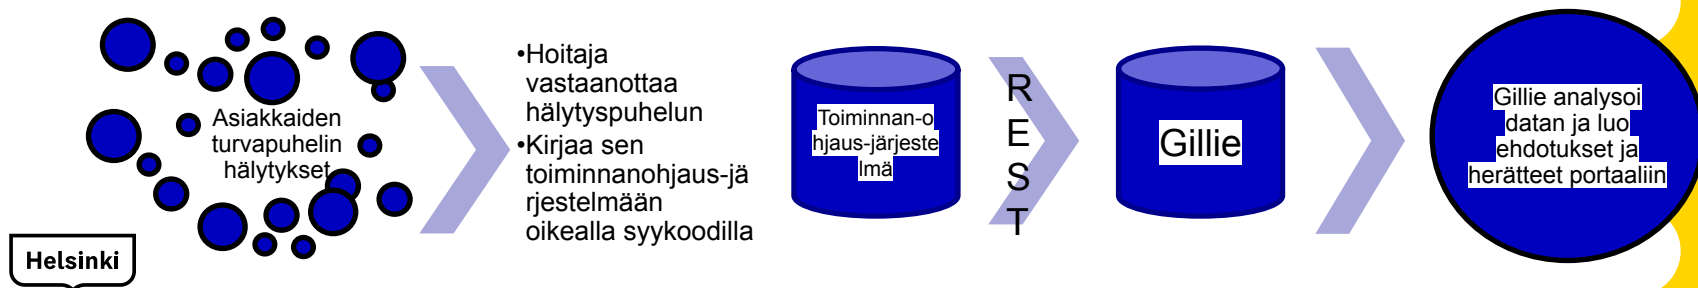 Asiakkaiden
turvapuhelin
hälytykset
•Hoitaja
vastaanottaa
hälytyspuhelun
•Kirjaa sen
toiminnanohjaus-jä
rjestelmään
oikealla syykoodilla
Toiminnan-o
hjaus-järjeste
lmä
R
E
S
T
Gillie
Gillie analysoi
datan ja luo
ehdotukset ja
herätteet portaaliin
Helsinki